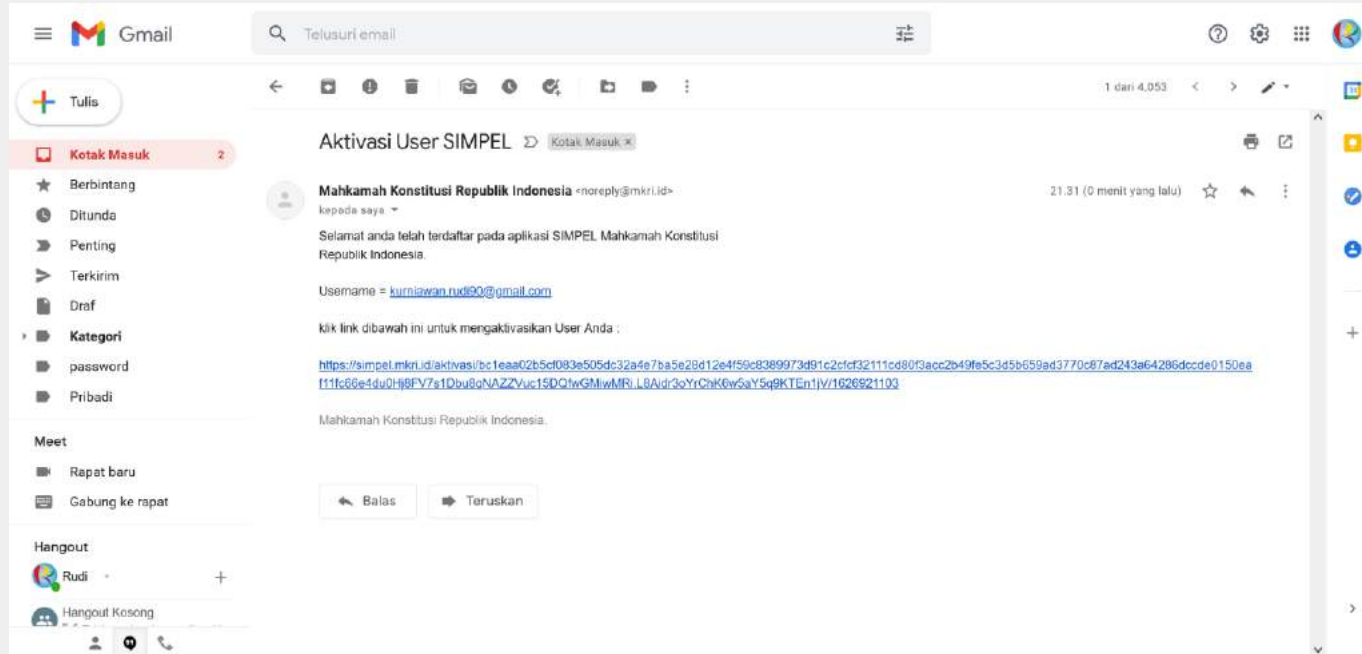 Gmail
Telusuri email
Tulis
1 dari 4.053
Kotak Masuk 2
Berbintang
Ditunda
Penting
Terkirim
Draf
Kategori
password
Pribadi
Meet
Rapat baru
Gabung ke rapat
Hangout
Rudi
Hangout Kosong
Aktivasi User SIMPEL Kotak Masuk ×
Mahkamah Konstitusi Republik Indonesia <noreply@mkri.id>
21.31 (0 menit yang lalu)
kepada saya
Selamat anda telah terdaftar pada aplikasi SIMPEL Mahkamah Konstitusi
Republik Indonesia.
Username = kurniawan.rudi90@gmail.com
klik link dibawah ini untuk mengaktivasikan User Anda :
Mahkamah Konstitusi Republik Indonesia.
Balas
Teruskan